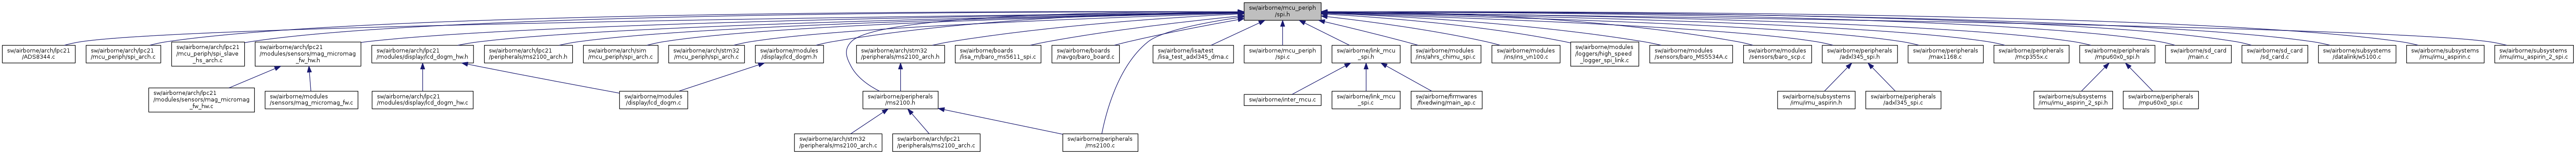 sw/airborne/mcu_periph
/spi.h
sw/airborne/arch/lpc21
/ADS8344.c
sw/airborne/arch/lpc21
/mcu_periph/spi_arch.c
sw/airborne/arch/lpc21
/mcu_periph/spi_slave
_hs_arch.c
sw/airborne/arch/lpc21
/modules/sensors/mag_micromag
_fw_hw.h
sw/airborne/arch/lpc21
/modules/display/lcd_dogm_hw.h
sw/airborne/arch/lpc21
/peripherals/ms2100_arch.h
sw/airborne/arch/sim
/mcu_periph/spi_arch.c
sw/airborne/arch/stm32
/mcu_periph/spi_arch.c
sw/airborne/modules
/display/lcd_dogm.h
sw/airborne/arch/stm32
/peripherals/ms2100_arch.h
sw/airborne/boards
/lisa_m/baro_ms5611_spi.c
sw/airborne/boards
/navgo/baro_board.c
sw/airborne/lisa/test
/lisa_test_adxl345_dma.c
sw/airborne/mcu_periph
/spi.c
sw/airborne/link_mcu
_spi.h
sw/airborne/modules
/ins/ahrs_chimu_spi.c
sw/airborne/modules
/ins/ins_vn100.c
sw/airborne/modules
/loggers/high_speed
_logger_spi_link.c
sw/airborne/modules
/sensors/baro_MS5534A.c
sw/airborne/modules
/sensors/baro_scp.c
sw/airborne/peripherals
/adxl345_spi.h
sw/airborne/peripherals
/max1168.c
sw/airborne/peripherals
/mcp355x.c
sw/airborne/peripherals
/mpu60x0_spi.h
sw/airborne/sd_card
/main.c
sw/airborne/sd_card
/sd_card.c
sw/airborne/subsystems
/datalink/w5100.c
sw/airborne/subsystems
/imu/imu_aspirin.c
sw/airborne/subsystems
/imu/imu_aspirin_2_spi.c
sw/airborne/arch/lpc21
/modules/sensors/mag_micromag
_fw_hw.c
sw/airborne/modules
/sensors/mag_micromag_fw.c
sw/airborne/arch/lpc21
/modules/display/lcd_dogm_hw.c
sw/airborne/modules
/display/lcd_dogm.c
sw/airborne/peripherals
/ms2100.h
sw/airborne/inter_mcu.c
sw/airborne/link_mcu
_spi.c
sw/airborne/firmwares
/fixedwing/main_ap.c
sw/airborne/subsystems
/imu/imu_aspirin.h
sw/airborne/peripherals
/adxl345_spi.c
sw/airborne/subsystems
/imu/imu_aspirin_2_spi.h
sw/airborne/peripherals
/mpu60x0_spi.c
sw/airborne/arch/stm32
/peripherals/ms2100_arch.c
sw/airborne/arch/lpc21
/peripherals/ms2100_arch.c
sw/airborne/peripherals
/ms2100.c